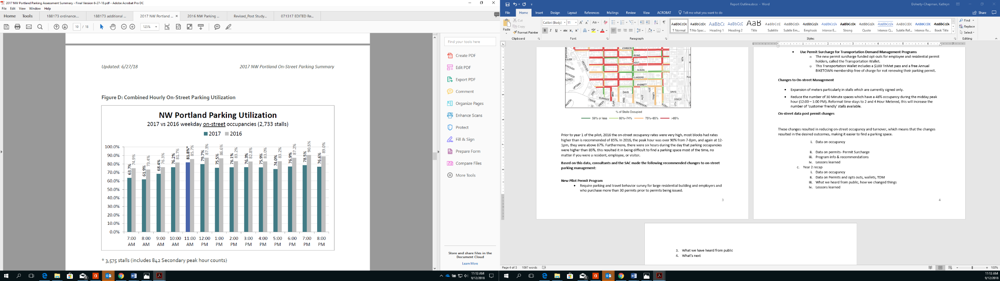 2017 NW Portland Parking Assessment Summary - Final Version 6-27-18.pdf - Adobe Acrobat Pro DC
File Edit View Window Help
Home Tools 188173 ordinance.... 188173 additional ... 2017 NW Portland ... × 2016 NW Parking ... Revised_Post Study... 071317 EDITED Re...
10 / 18 125%
Updated: 6/27/18 2017 NW Portland On-Street Parking Summary
Figure D: Combined Hourly On-Street Parking Utilization
NW Portland Parking Utilization
2017 vs 2016 weekday on-street occupancies (2,733 stalls)
2017 2016
100.0%
90.0%
80.0%
70.0%
60.0%
50.0%
40.0%
30.0%
20.0%
10.0%
0.0%
63.7% 74.9% 61.9% 73.4% 68.4% 76.3% 76.2% 81.7% 81.8%* 85.7% 79.7% 87.3% 75.5% 86.6% 76.1% 83.2% 76.3% 82.8% 75.9% 83.0% 74.0% 83.2% 76.9% 87.2% 78.5% 90.5% 76.6% 89.0%
7:00 8:00 9:00 10:00 11:00 12:00 1:00 2:00 3:00 4:00 5:00 6:00 7:00 8:00
AM AM AM AM AM PM PM PM PM PM PM PM PM PM
* 3,575 stalls (includes 842 Secondary peak hour counts)
Find your tools here
Create PDF
Edit PDF
Export PDF
Comment
Organize Pages
Enhance Scans
Protect
Fill & Sign
Prepare Form
Compare Files
More Tools
Store and share files in the
Document Cloud
Learn More
11:13 AM
9/12/2018
Report Outline.docx - Word Doherty-Chapman, Kathryn
File Home Insert Design Layout References Mailings Review View ACROBAT Tell me what you want to do Share
Paste Cut
Copy
Format Painter
Clipboard
Calibri (Body) 11
Font
Paragraph
AaBbCcDc AaBbCcDc AaBbCc AaBbCcC AaB AaBbCcC AaBbCcDc AaBbCcDc AaBbCcDc AaBbCcDc AaBbCcDc AaBbCcDc AABBCCDC AABBCCDC AaBbCcDc
¶ Normal ¶ No Spac... Heading 1 Heading 2 Title Subtitle Subtle Em... Emphasis Intense E... Strong Quote Intense Q... Subtle Ref... Intense Re... Book Title
Styles
Find
Replace
Select
Editing
JOHNSON
IRVING
HOYT
GLISAN
FLANDERS
EVERETT
DAVIS DAVIS
COUCH
WESTOVER
UPTOWN
BURNSIDE
OSAGE
GREEN
KING
TRINITY
MORRISON
% of Stalls Occupied
59% or less 60%–74% 75%–85% >85%
Prior to year 1 of the pilot, 2016 the on-street occupancy rates were very high, most blocks had rates
higher than is recommended of 85%. In 2016, the peak hour was over 90% from 7-8pm, and again at 12-
1pm, they were above 87%. Furthermore, there were six hours during the day that parking occupancies
were higher than 85%, this resulted it in being difficult to find a parking space most of the time, no
matter if you were a resident, employee, or visitor.
Based on this data, consultants and the SAC made the following recommended changes to on-street
parking management:
New Pilot Permit Program
• Require parking and travel behavior survey for large residential building and employers and
who purchase more than 30 permits prior to permits being issued.
3
• Use Permit Surcharge for Transportation Demand Management Programs
o The new permit surcharge funded opt-outs for employee and residential permit
holders, called the Transportation Wallet.
o This Transportation Wallet includes a $100 TriMet pass and a free Annual
BIKETOWN membership free of charge for not renewing their parking permit.
Changes to On-street Management
• Expansion of meters particularly in stalls which are currently signed only.
• Reduce the number of 30 Minute spaces which have a 48% occupancy during the midday peak
hour (12:00 – 1:00 PM). Reformat time stays to 2 and 4 Hour Metered, this will increase the
number of 'customer friendly' stalls available.
On-street data post permit changes
These changes resulted in reducing on-street occupancy and turnover, which means that the changes
resulted in the desired outcomes, making it easier to find a parking space.
i. Data on occupancy
ii. Data on permits- Permit Surcharge
iii. Program info & recommendations
iv. Lessons learned
c. Year 2 recap
i. Data on occupancy
ii. Data on Permits and opts outs, wallets, TDM
iii. What we heard from public, how we changed things
iv. Lessons learned
4
3. What we have heard from public
4. What's next
Page 4 of 5 1097 words 100%
11:13 AM
9/12/2018